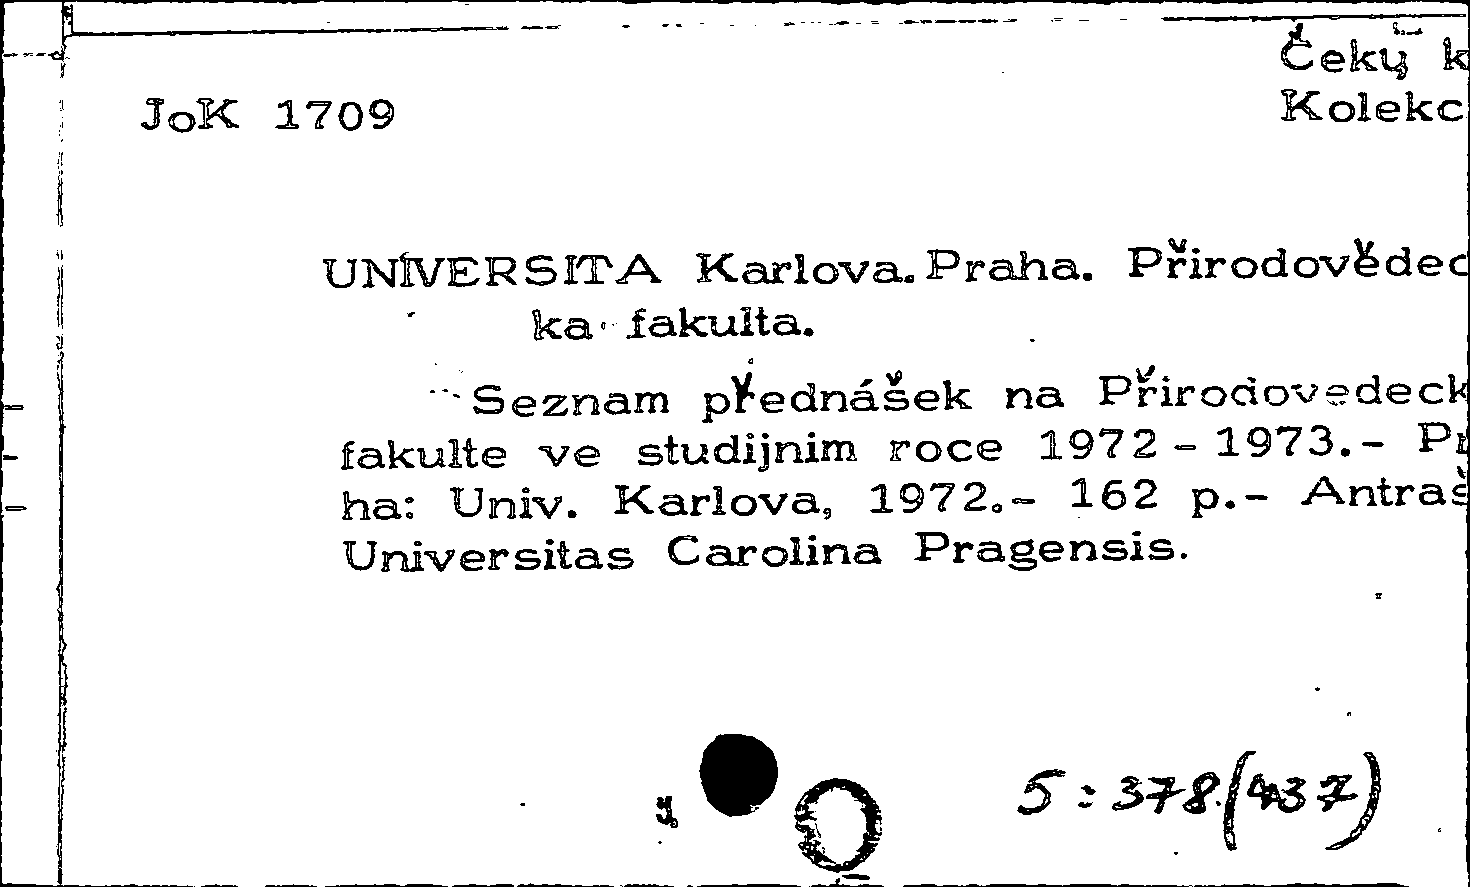 Čekų k
JoK 1709
Kolekc
UNIVERSITA Karlova. Praha. Přirodovědec
ka fakulta.
Seznam přednášek na Přirodovedeck
fakulte ve studijnim roce 1972 - 1973.- Pr
ha: Univ. Karlova, 1972.- 162 p.- Antraš
Universitas Carolina Pragensis.
5 : 378 (437)